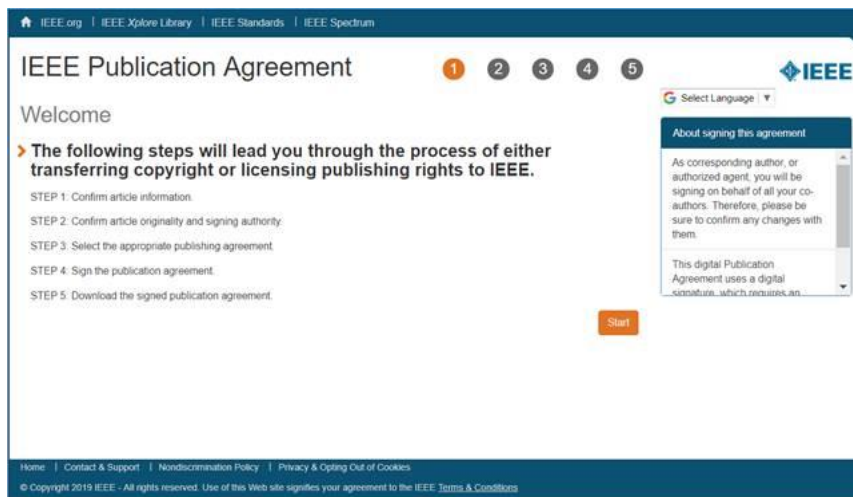 IEEE.org | IEEE Xplore Library | IEEE Standards | IEEE Spectrum
IEEE Publication Agreement
1 2 3 4 5
IEEE
Select Language
Welcome
The following steps will lead you through the process of either
transferring copyright or licensing publishing rights to IEEE.
STEP 1: Confirm article information.
STEP 2: Confirm article originality and signing authority.
STEP 3: Select the appropriate publishing agreement.
STEP 4: Sign the publication agreement.
STEP 5: Download the signed publication agreement.
Start
About signing this agreement
As corresponding author, or
authorized agent, you will be
signing on behalf of all your co-
authors. Therefore, please be
sure to confirm any changes with
them.
This digital Publication
Agreement uses a digital
signature, which requires an
Home | Contact & Support | Nondiscrimination Policy | Privacy & Opting Out of Cookies
© Copyright 2019 IEEE - All rights reserved. Use of this Web site signifies your agreement to the IEEE Terms & Conditions